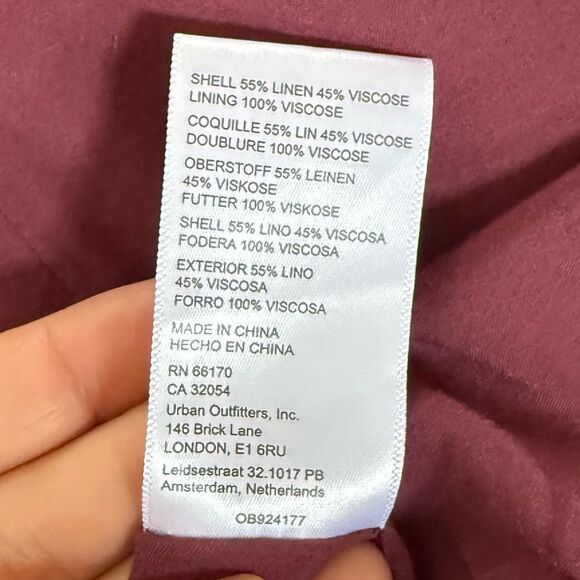 SHELL 55% LINEN 45% VISCOSE
LINING 100% VISCOSE
COQUILLE 55% LIN 45% VISCOSE
DOUBLURE 100% VISCOSE
OBERSTOFF 55% LEINEN
45% VISKOSE
FUTTER 100% VISKOSE
SHELL 55% LINO 45% VISCOSA
FODERA 100% VISCOSA
EXTERIOR 55% LINO
45% VISCOSA
FORRO 100% VISCOSA
MADE IN CHINA
HECHO EN CHINA
RN 66170
CA 32054
Urban Outfitters, Inc.
146 Brick Lane
LONDON, E1 6RU
Leidsestraat 32.1017 PB
Amsterdam, Netherlands
OB924177